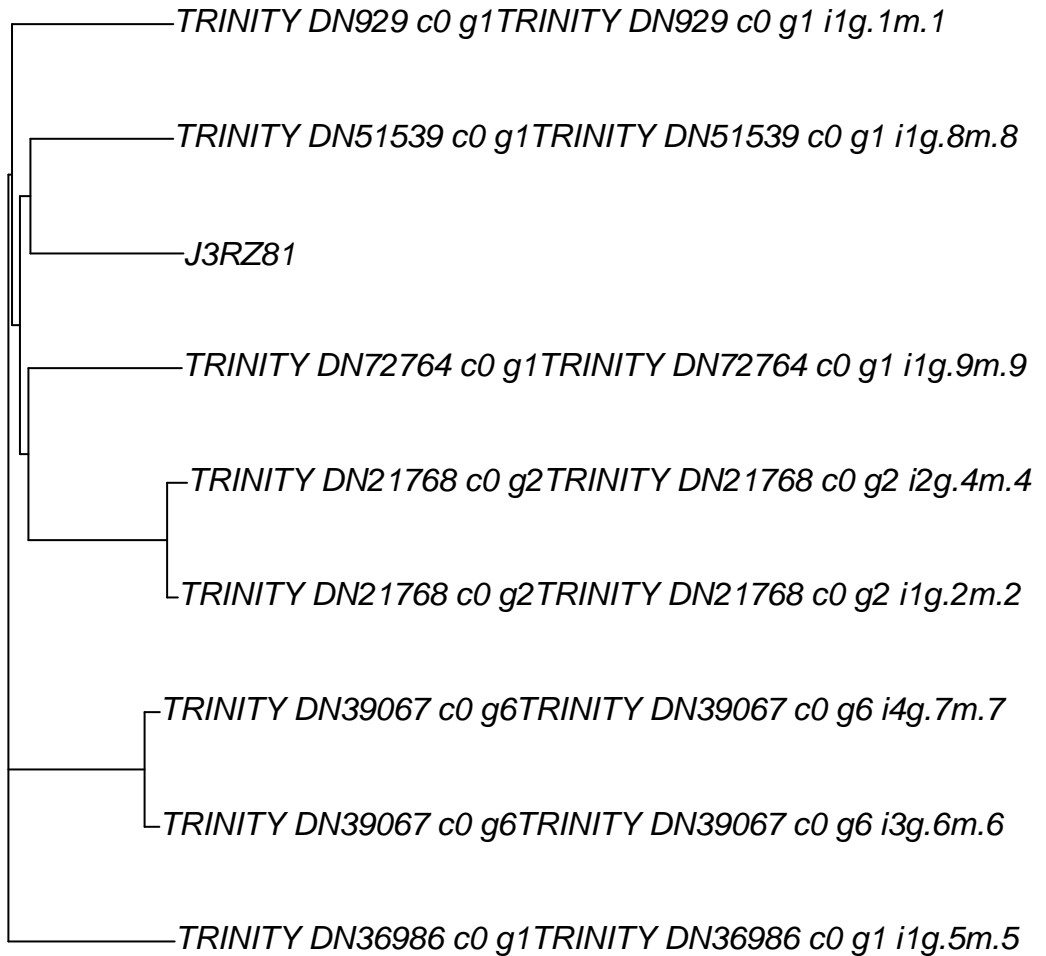 TRINITY DN929 c0 g1TRINITY DN929 c0 g1 i1g.1m.1
TRINITY DN51539 c0 g1TRINITY DN51539 c0 g1 i1g.8m.8
J3RZ81
TRINITY DN72764 c0 g1TRINITY DN72764 c0 g1 i1g.9m.9
TRINITY DN21768 c0 g2TRINITY DN21768 c0 g2 i2g.4m.4
TRINITY DN21768 c0 g2TRINITY DN21768 c0 g2 i1g.2m.2
TRINITY DN39067 c0 g6TRINITY DN39067 c0 g6 i4g.7m.7
TRINITY DN39067 c0 g6TRINITY DN39067 c0 g6 i3g.6m.6
TRINITY DN36986 c0 g1TRINITY DN36986 c0 g1 i1g.5m.5